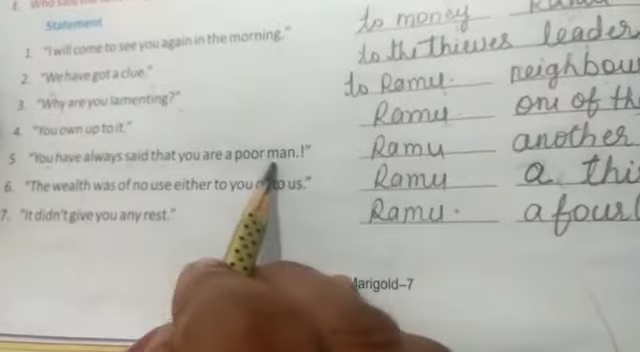 Statement
1. "I will come to see you again in the morning." to money
2. "We have got a clue." to the thieves leader
3. "Why are you lamenting?" to Ramu. neighbou
4. "You own up to it." Ramu one of th
5 "You have always said that you are a poor man.!" Ramu another
6. "The wealth was of no use either to you or to us." Ramu a thi
7. "It didn't give you any rest." Ramu. a four
Marigold-7